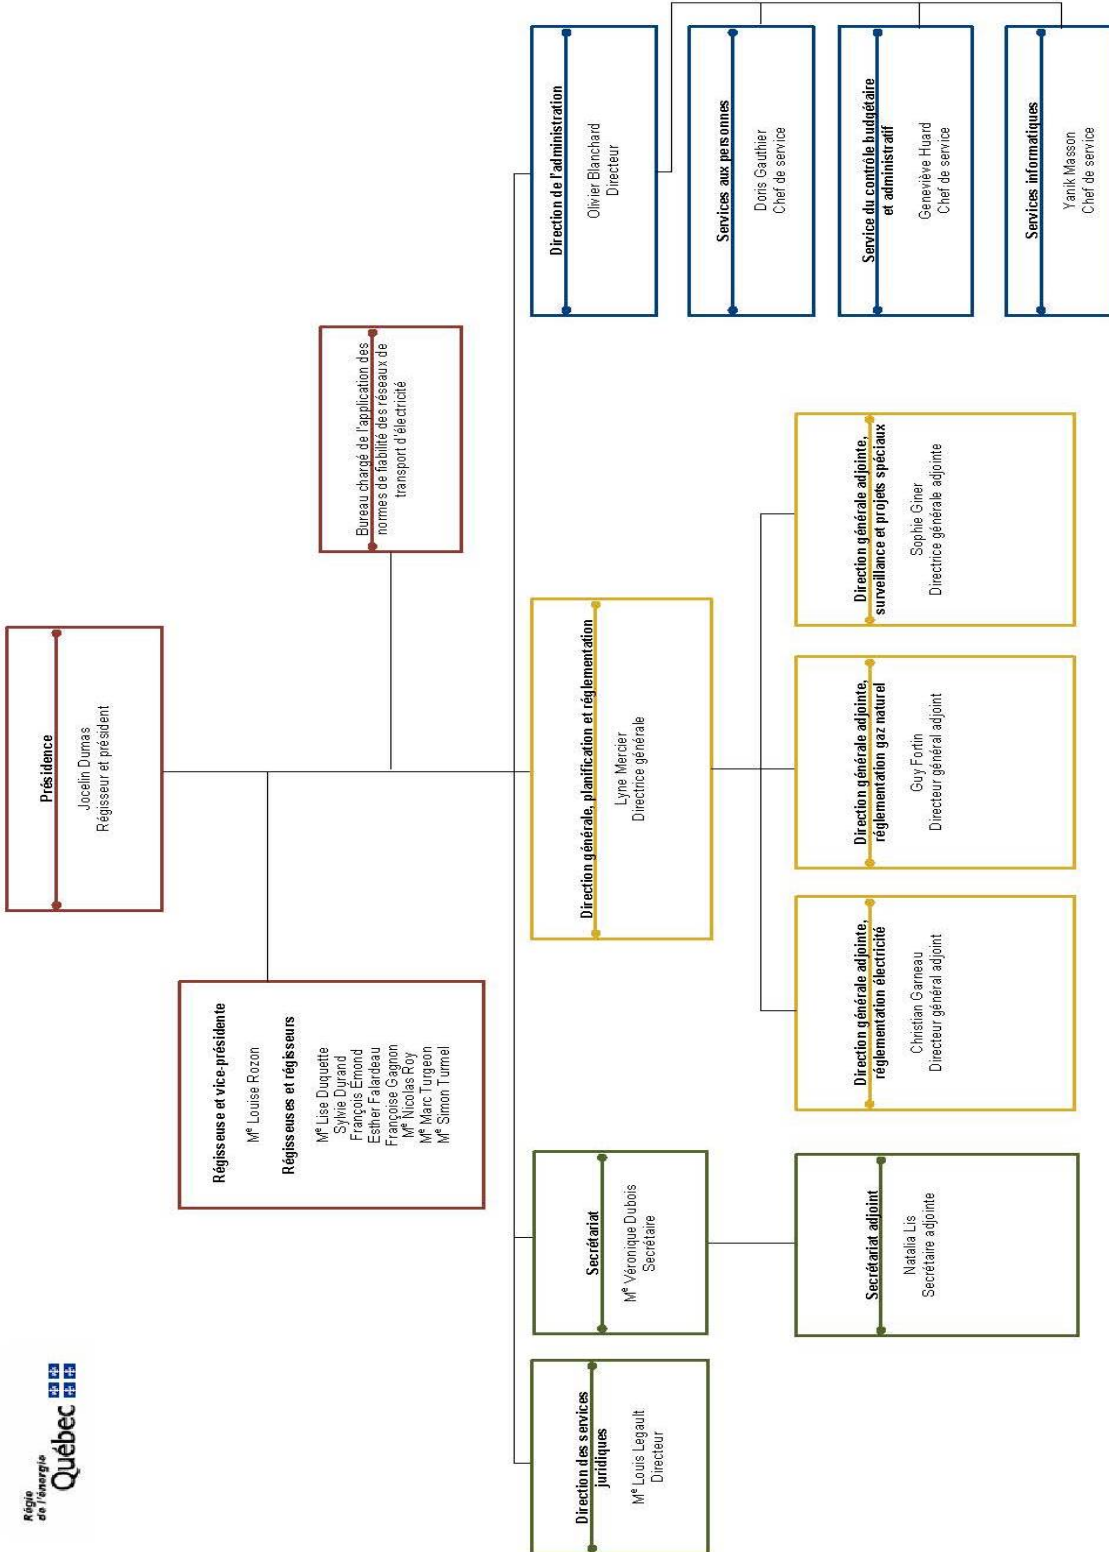 Régie
de l'énergie
Québec
Présidence
Jocelin Dumas
Régisseur et président
Régisseuse et vice-présidente
Mᵉ Louise Rozon
Régisseuses et régisseurs
Mᵉ Lise Duquette
Sylvie Durand
François Émond
Esther Falardeau
Françoise Gagnon
Mᵉ Nicolas Roy
Mᵉ Marc Turgeon
Mᵉ Simon Turmel
Bureau chargé de l'application des
normes de fiabilité des réseaux de
transport d'électricité
Direction des services
juridiques
Mᵉ Louis Legault
Directeur
Secrétariat
Mᵉ Véronique Dubois
Secrétaire
Direction générale, planification et réglementation
Lyne Mercier
Directrice générale
Direction de l'administration
Olivier Blanchard
Directeur
Secrétariat adjoint
Natalia Lis
Secrétaire adjointe
Direction générale adjointe,
réglementation électricité
Christian Garneau
Directeur général adjoint
Direction générale adjointe,
réglementation gaz naturel
Guy Fortin
Directeur général adjoint
Direction générale adjointe,
surveillance et projets spéciaux
Sophie Giner
Directrice générale adjointe
Services aux personnes
Doris Gauthier
Chef de service
Service du contrôle budgétaire
et administratif
Geneviève Huard
Chef de service
Services informatiques
Yanik Masson
Chef de service